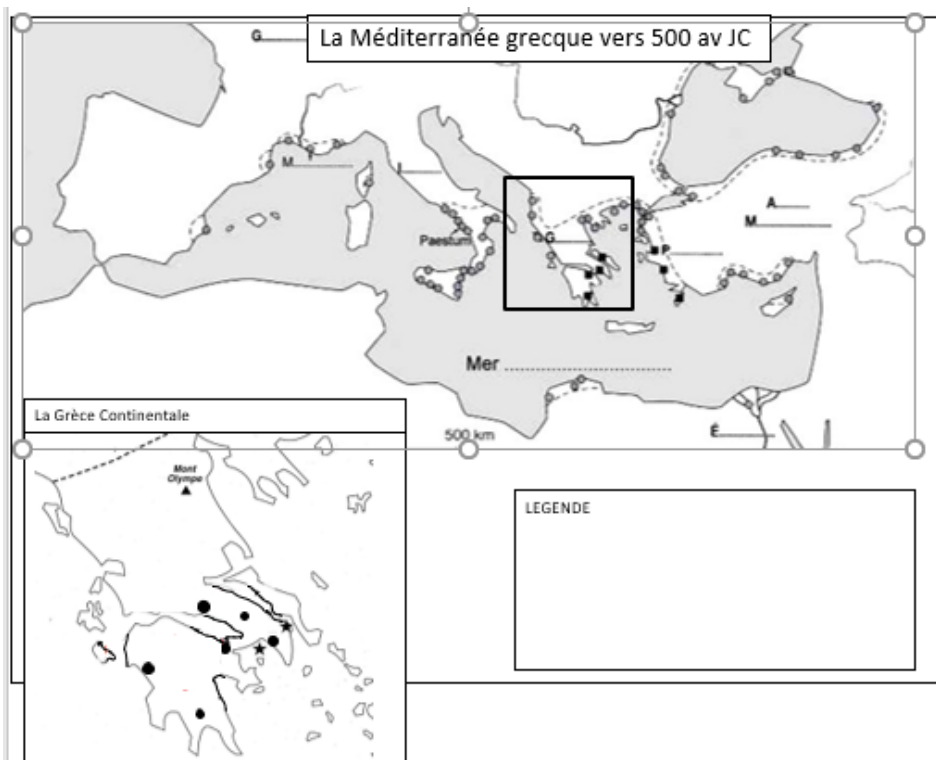 G
La Méditerranée grecque vers 500 av JC
M
I
A
M
Paestum
G
P
Mer
500 km
É
La Grèce Continentale
Mont
Olympe
LEGENDE